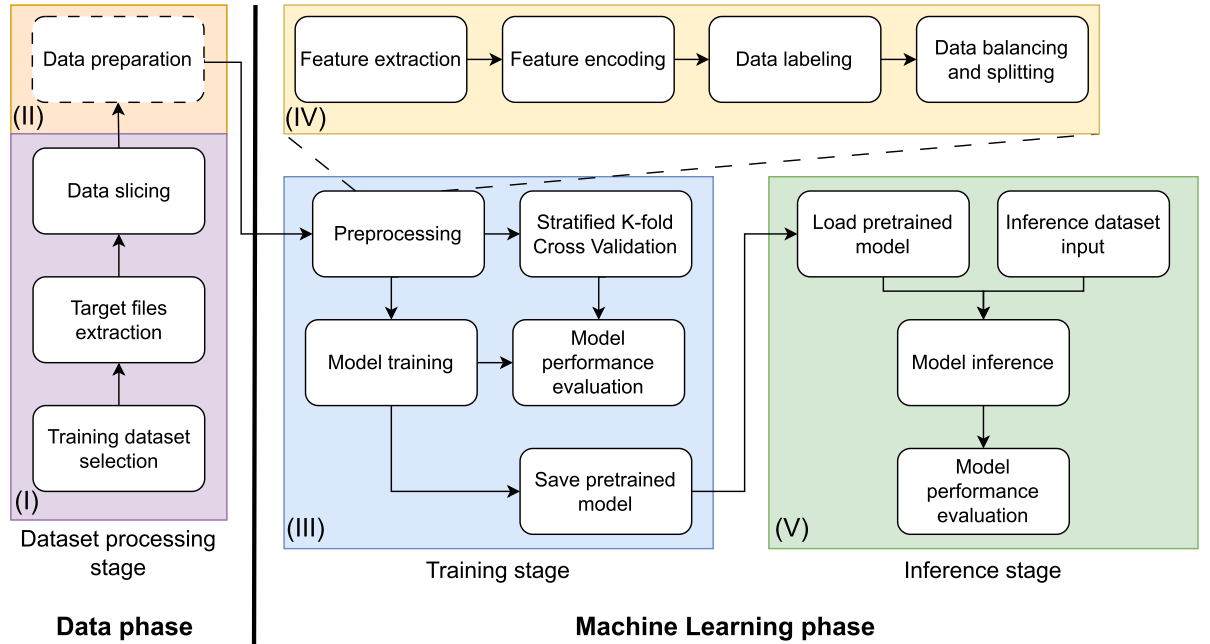 Data preparation
(II)
Data slicing
Target files
extraction
Training dataset
selection
(I)
Dataset processing
stage
Data phase
Feature extraction
Feature encoding
Data labeling
Data balancing
and splitting
(IV)
Preprocessing
Stratified K-fold
Cross Validation
Model training
Model
performance
evaluation
Save pretrained
model
(III)
Training stage
Load pretrained
model
Inference dataset
input
Model inference
Model
performance
evaluation
(V)
Inference stage
Machine Learning phase